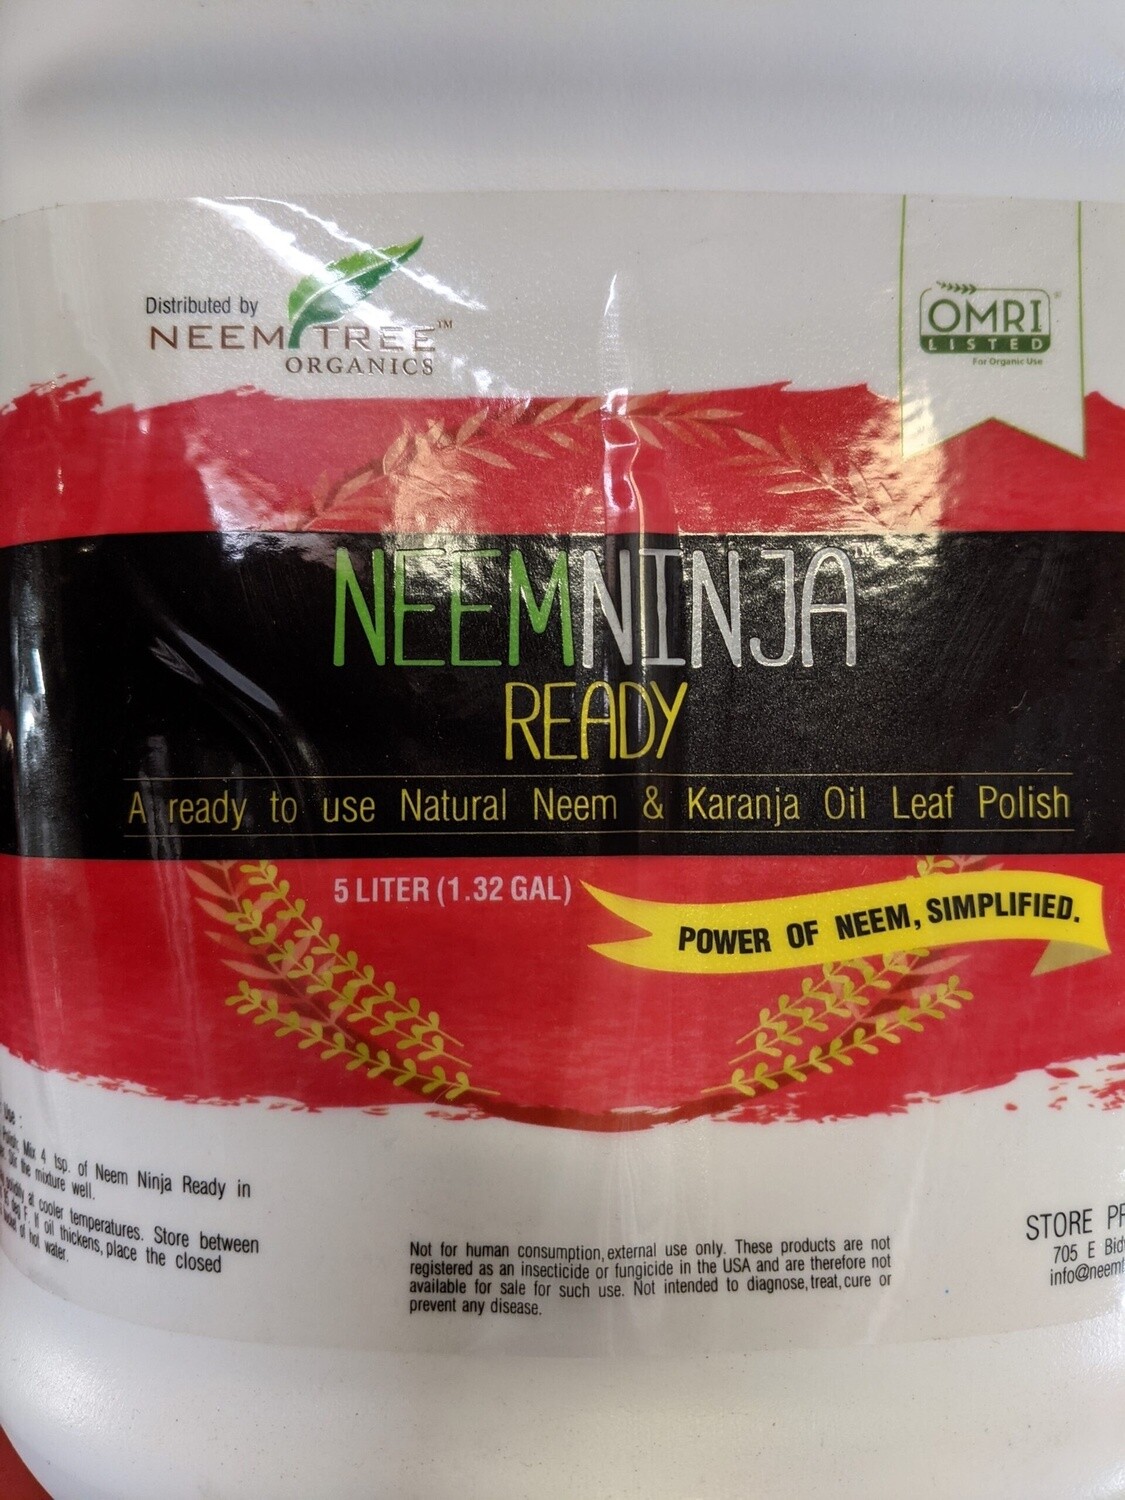 Distributed by
NEEM TREE™
ORGANICS
OMRI®
LISTED
For Organic Use
NEEMNINJA
READY
A ready to use Natural Neem & Karanja Oil Leaf Polish
5 LITER (1.32 GAL)
POWER OF NEEM, SIMPLIFIED.
Use :
Mix 4 tsp. of Neem Ninja Ready in
Stir the mixture well.
at cooler temperatures. Store between
deg F. If oil thickens, place the closed
of hot water.
Not for human consumption, external use only. These products are not
registered as an insecticide or fungicide in the USA and are therefore not
available for sale for such use. Not intended to diagnose, treat, cure or
prevent any disease.
STORE
705 E